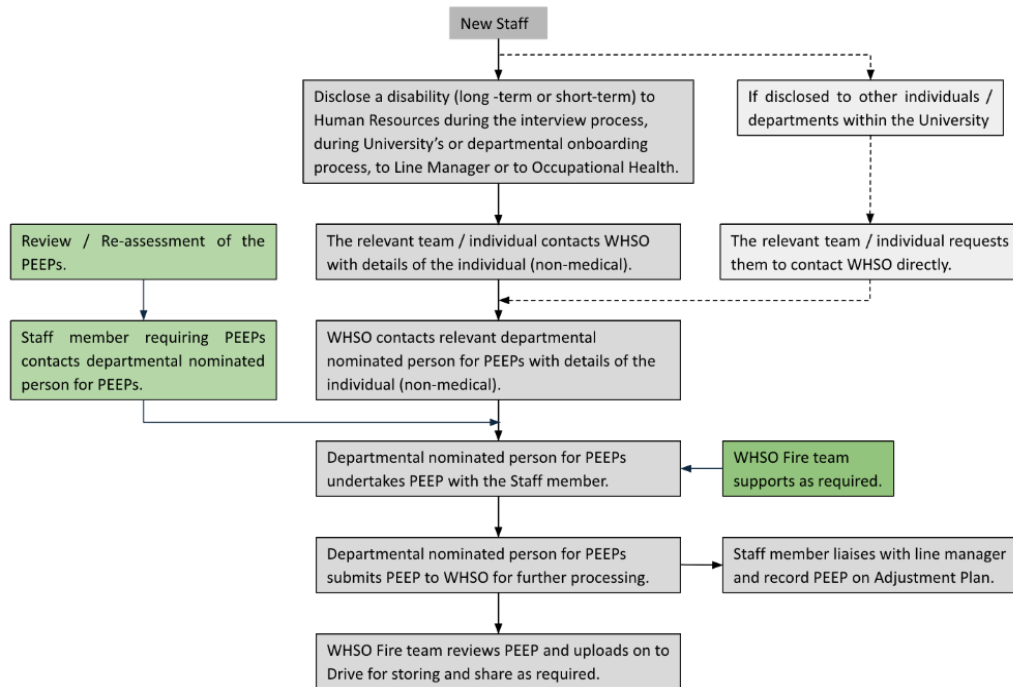 New Staff
Disclose a disability (long -term or short-term) to
Human Resources during the interview process,
during University's or departmental onboarding
process, to Line Manager or to Occupational Health.
If disclosed to other individuals /
departments within the University
Review / Re-assessment of the
PEEPs.
The relevant team / individual contacts WHSO
with details of the individual (non-medical).
The relevant team / individual requests
them to contact WHSO directly.
Staff member requiring PEEPs
contacts departmental nominated
person for PEEPs.
WHSO contacts relevant departmental
nominated person for PEEPs with details of the
individual (non-medical).
Departmental nominated person for PEEPs
undertakes PEEP with the Staff member.
WHSO Fire team
supports as required.
Departmental nominated person for PEEPs
submits PEEP to WHSO for further processing.
Staff member liaises with line manager
and record PEEP on Adjustment Plan.
WHSO Fire team reviews PEEP and uploads on to
Drive for storing and share as required.